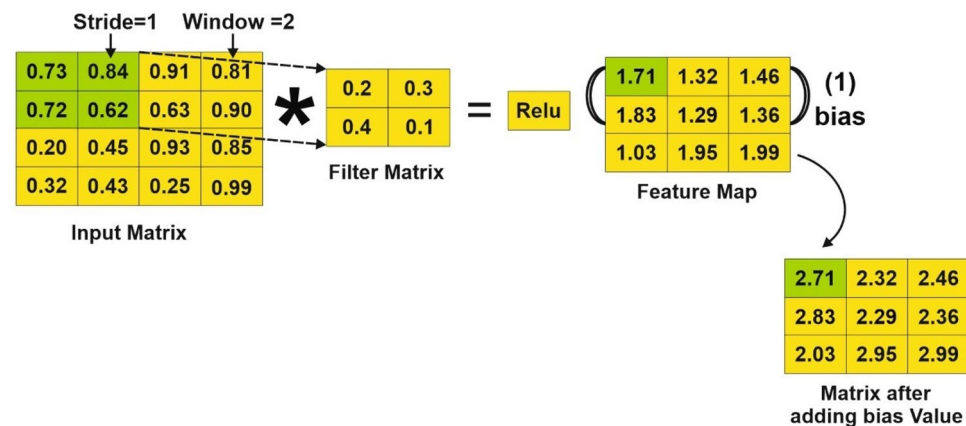 Stride=1 Window =2
0.73 0.84 0.91 0.81
0.72 0.62 0.63 0.90
0.20 0.45 0.93 0.85
0.32 0.43 0.25 0.99
Input Matrix
*
0.2 0.3
0.4 0.1
Filter Matrix
=
Relu
1.71 1.32 1.46
1.83 1.29 1.36
1.03 1.95 1.99
Feature Map
(1)
bias
2.71 2.32 2.46
2.83 2.29 2.36
2.03 2.95 2.99
Matrix after
adding bias Value